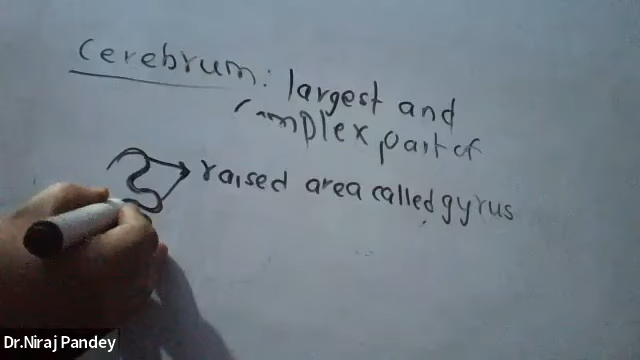 Cerebrum: largest and
complex part of
raised area called gyrus
Dr.Niraj Pandey